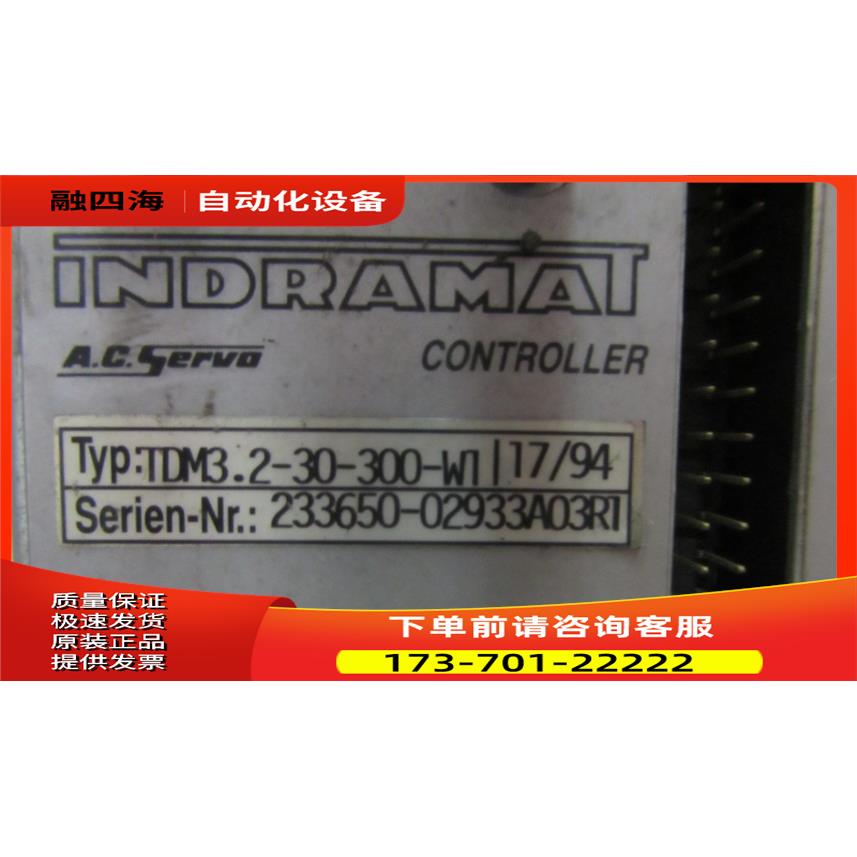 融四海 自动化设备
INDRAMAT
A.C. Servo CONTROLLER
Typ: TDM3.2-30-300-W1 17/94
Serien-Nr.: 233650-02933A03R1
质量保证
极速发货
原装正品
提供发票
下单前请咨询客服
173-701-22222